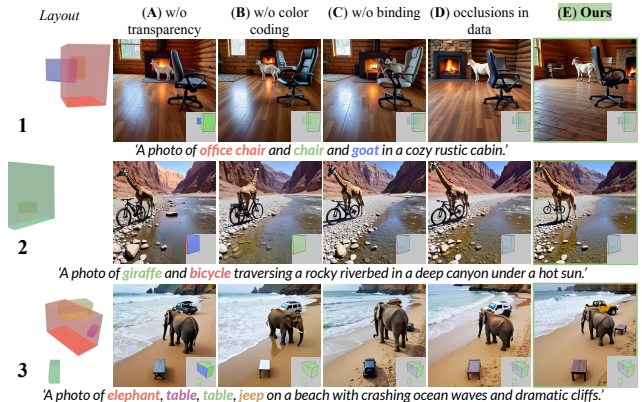 Layout
(A) w/o transparency
(B) w/o color coding
(C) w/o binding
(D) occlusions in data
(E) Ours
1
'A photo of office chair and chair and goat in a cozy rustic cabin.'
2
'A photo of giraffe and bicycle traversing a rocky riverbed in a deep canyon under a hot sun.'
3
'A photo of elephant, table, table, jeep on a beach with crashing ocean waves and dramatic cliffs.'